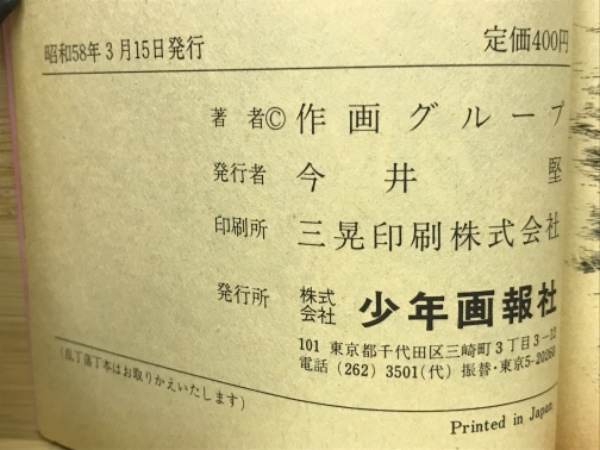 昭和58年3月15日発行
定価400円
著者© 作画グループ
発行者 今井堅
印刷所 三晃印刷株式会社
発行所 株式会社 少年画報社
101 東京都千代田区三崎町3丁目3-12
電話 (262) 3501(代) 振替・東京5-20260
(乱丁落丁本はお取りかえいたします)
Printed in Japan